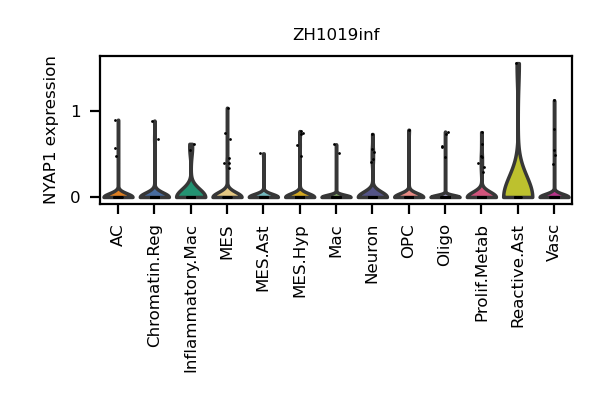 ZH1019inf
NYAP1 expression
1
0
AC
Chromatin.Reg
Inflammatory.Mac
MES
MES.Ast
MES.Hyp
Mac
Neuron
OPC
Oligo
Prolif.Metab
Reactive.Ast
Vasc